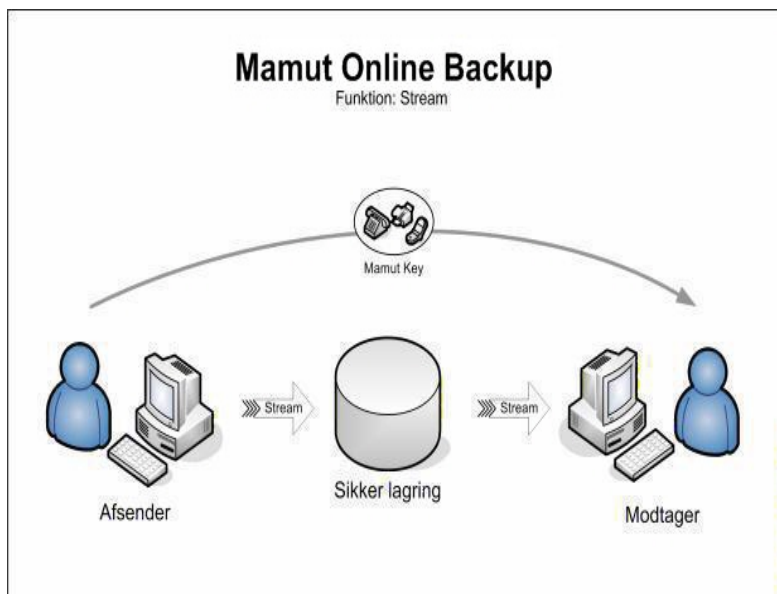 Mamut Online Backup
Funktion: Stream
Mamut Key
Stream
Stream
Sikker lagring
Afsender
Modtager